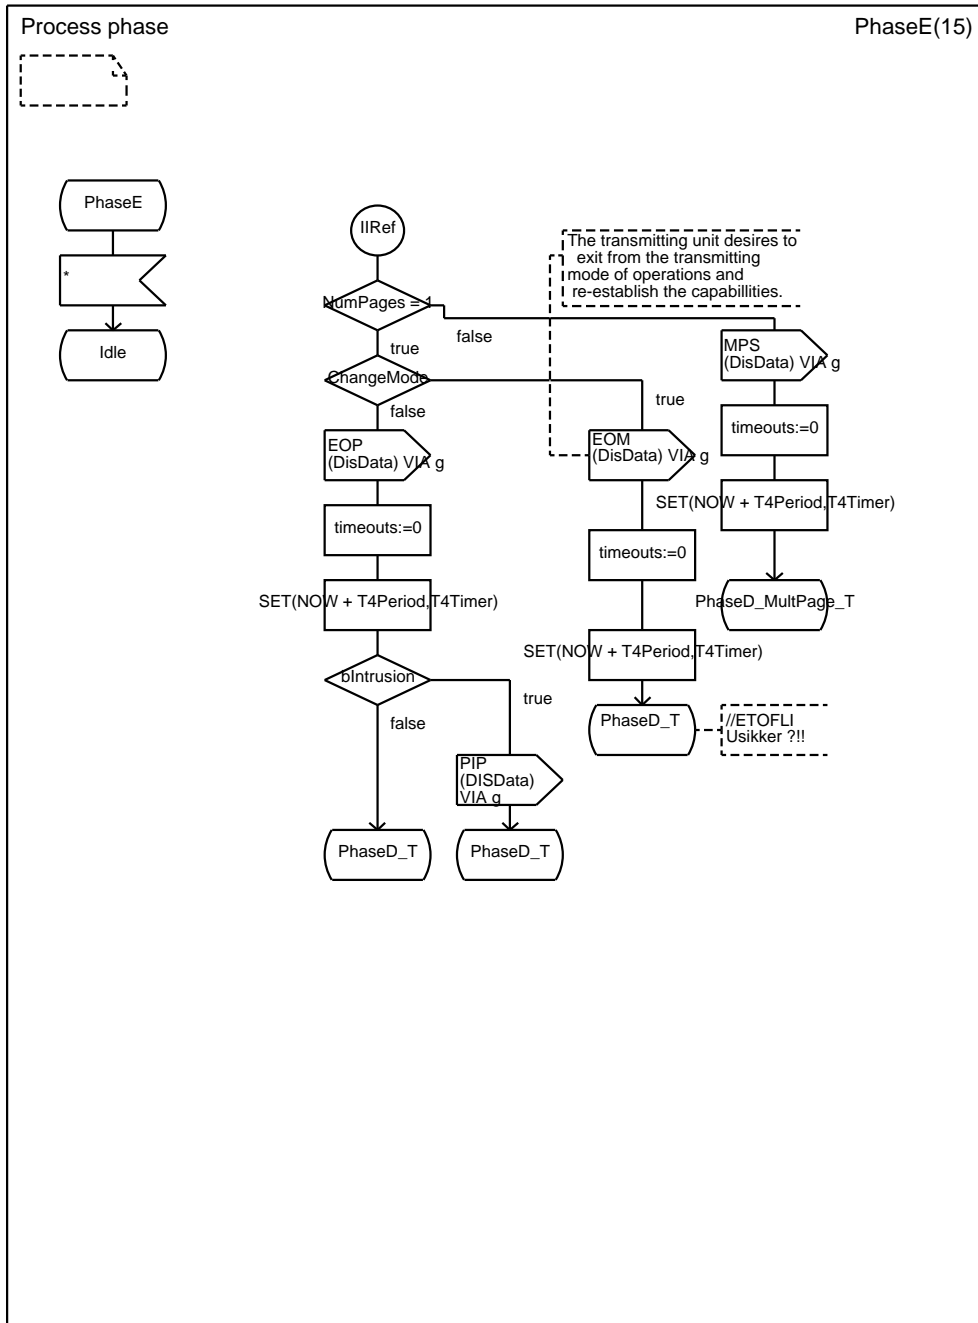 Process phase
PhaseE(15)
PhaseE
*
Idle
IIRef
The transmitting unit desires to
exit from the transmitting
mode of operations and
re-establish the capabillities.
NumPages = 1
false
true
MPS
(DisData) VIA g
ChangeMode
true
false
timeouts:=0
EOP
(DisData) VIA g
EOM
(DisData) VIA g
SET(NOW + T4Period,T4Timer)
timeouts:=0
timeouts:=0
SET(NOW + T4Period,T4Timer)
PhaseD_MultPage_T
SET(NOW + T4Period,T4Timer)
bIntrusion
true
false
PhaseD_T
//ETOFLI
Usikker ?!!
PIP
(DISData)
VIA g
PhaseD_T
PhaseD_T